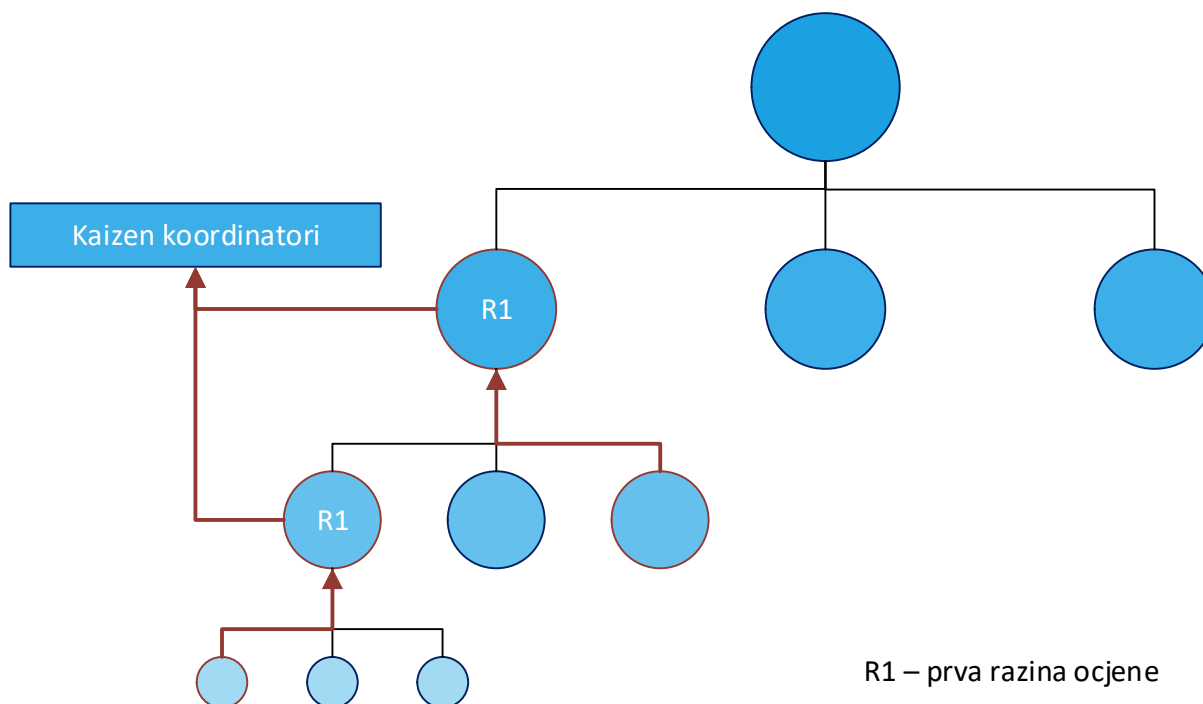 Kaizen koordinatori
R1
R1
R1 – prva razina ocjene